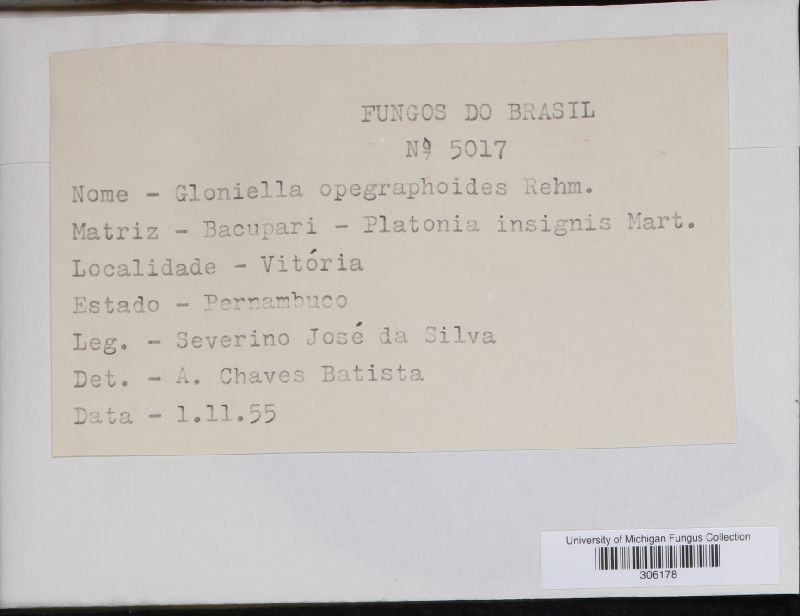 FUNGOS DO BRASIL
Nº 5017
Nome - Gloniella opegraphoides Rehm.
Matriz - Bacupari - Platonia insignis Mart.
Localidade - Vitória
Estado - Pernambuco
Leg. - Severino José da Silva
Det. - A. Chaves Batista
Data - 1.11.55
University of Michigan Fungus Collection
306178